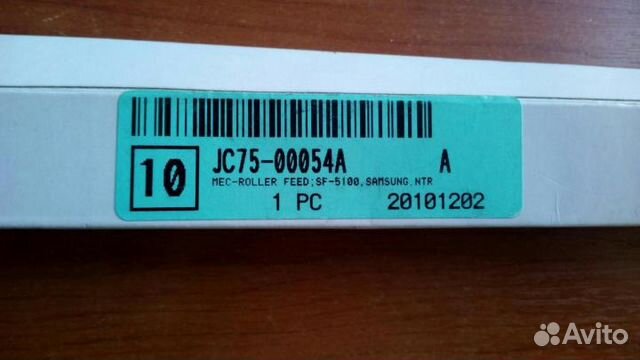 10
JC75-00054A A
MEC-ROLLER FEED;SF-5100,SAMSUNG,NTR
1 PC 20101202
Avito